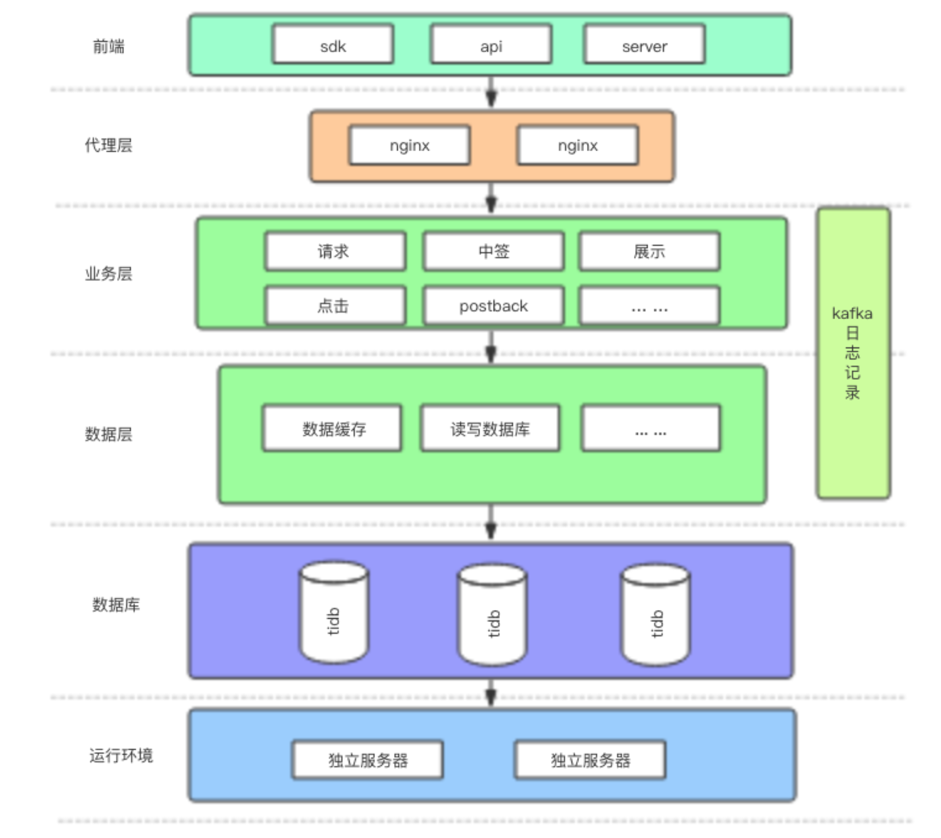 前端
sdk
api
server
代理层
nginx
nginx
业务层
请求
中签
展示
点击
postback
... ...
kafka
日
志
记
录
数据层
数据缓存
读写数据库
... ...
数据库
tidb
tidb
tidb
运行环境
独立服务器
独立服务器